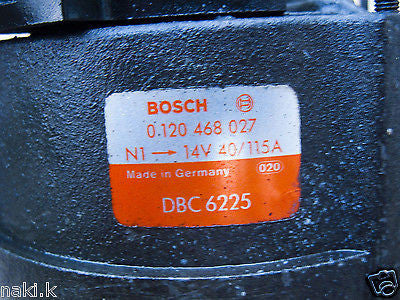 BOSCH
0 120 468 027
N1 → 14V 40/115A
Made in Germany 020
DBC 6225
naki.k